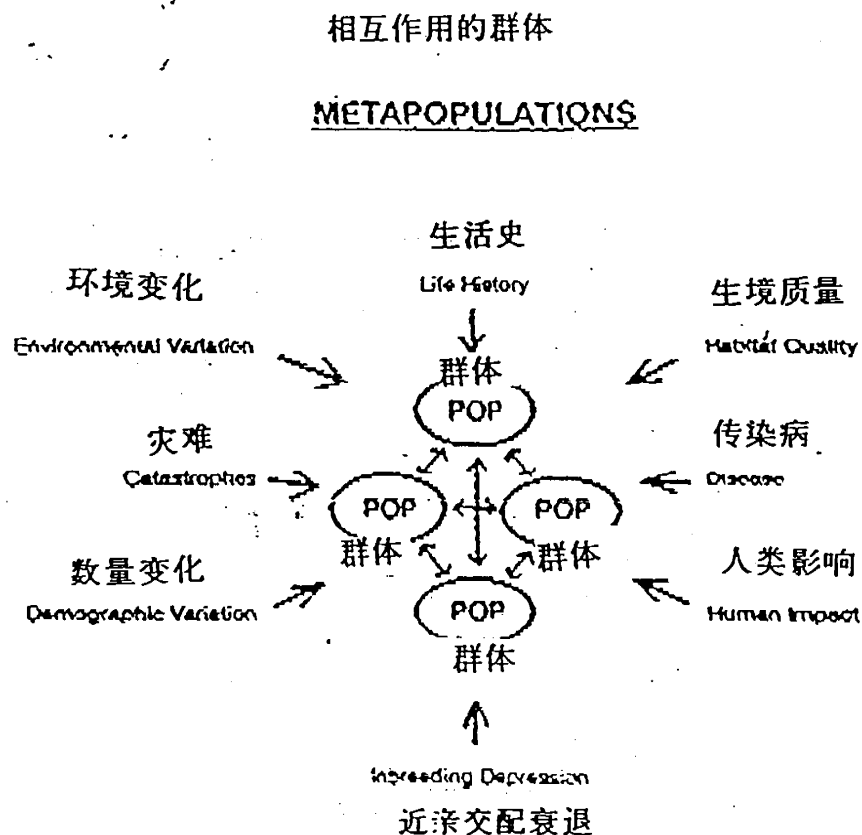 相互作用的群体
METAPOPULATIONS
生活史
Life History
环境变化
Environmental Variation
生境质量
Habitat Quality
群体
POP
灾难
Catastrophes
传染病
Disease
POP
POP
群体
群体
数量变化
Demographic Variation
人类影响
Human Impact
POP
群体
Inbreeding Depression
近亲交配衰退